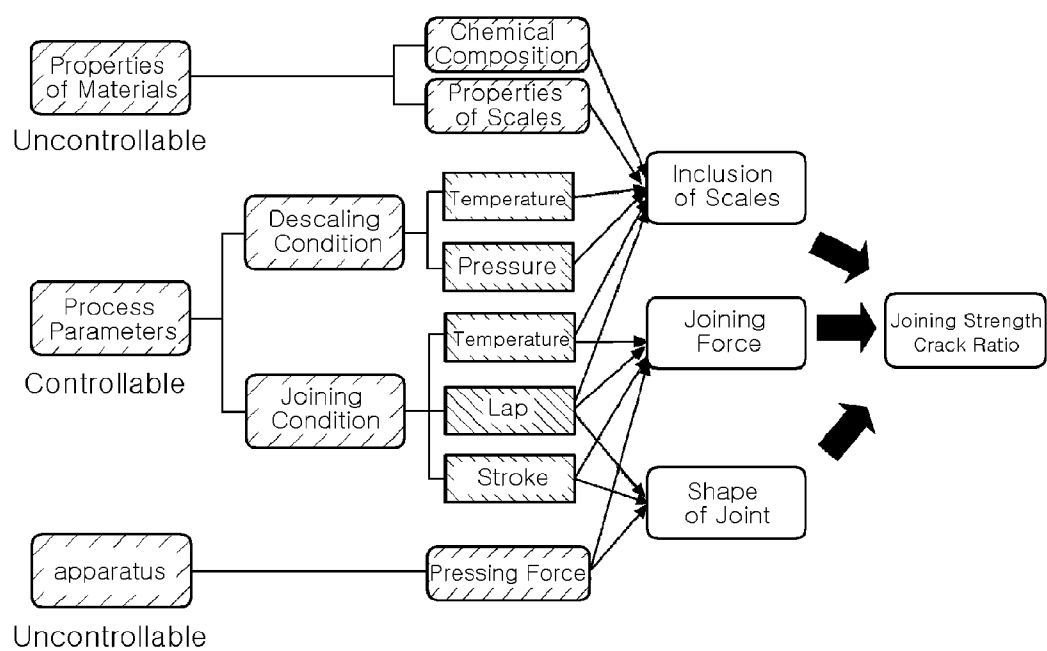 Properties
of Materials
Uncontrollable
Chemical
Composition
Properties
of Scales
Descaling
Condition
Temperature
Pressure
Process
Parameters
Controllable
Joining
Condition
Temperature
Lap
Stroke
apparatus
Uncontrollable
Pressing Force
Inclusion
of Scales
Joining
Force
Shape
of Joint
Joining Strength
Crack Ratio